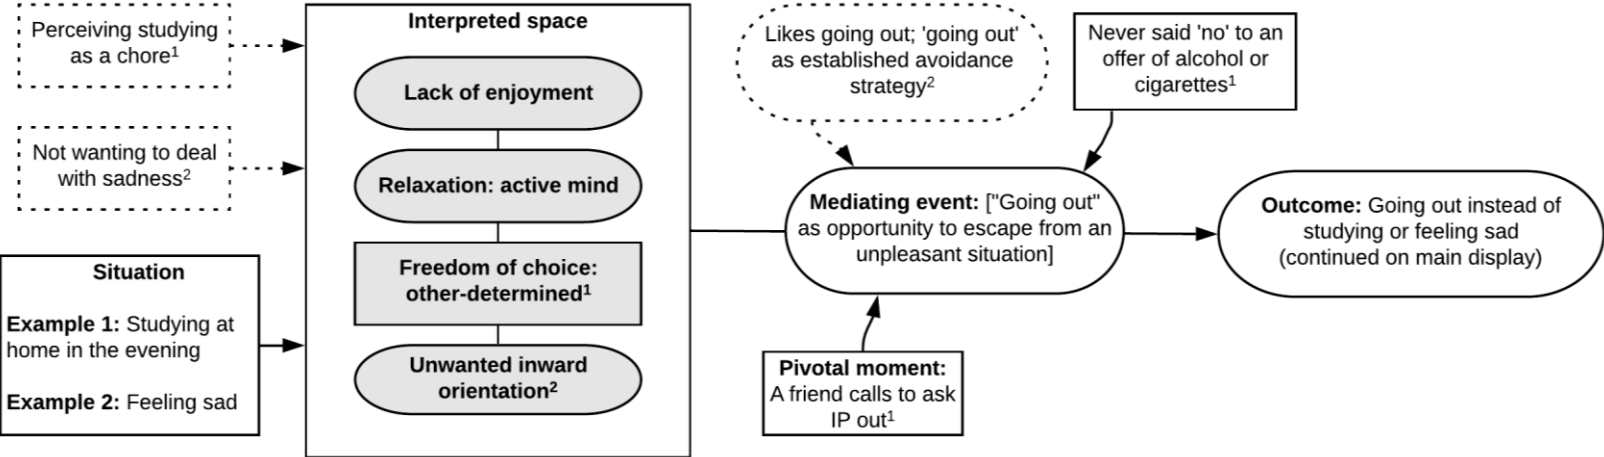 Perceiving studying
as a chore¹
Not wanting to deal
with sadness²
Situation
Example 1: Studying at
home in the evening
Example 2: Feeling sad
Interpreted space
Lack of enjoyment
Relaxation: active mind
Freedom of choice:
other-determined¹
Unwanted inward
orientation²
Likes going out; 'going out'
as established avoidance
strategy²
Never said 'no' to an
offer of alcohol or
cigarettes¹
Mediating event: ["Going out"
as opportunity to escape from an
unpleasant situation]
Pivotal moment:
A friend calls to ask
IP out¹
Outcome: Going out instead of
studying or feeling sad
(continued on main display)